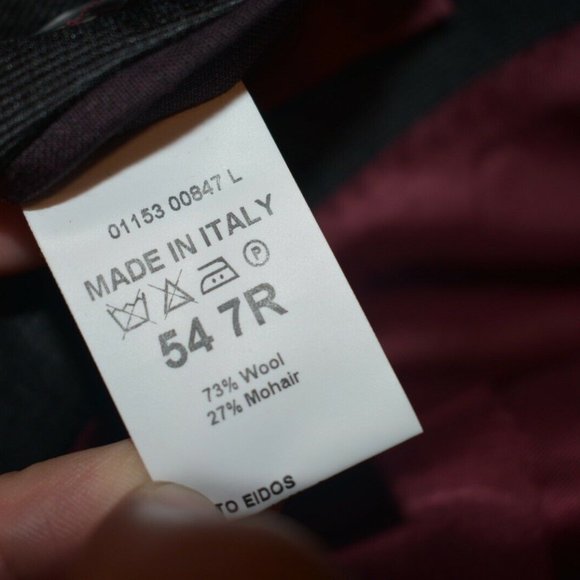 01153 00847 L
MADE IN ITALY
P
54 7R
73% Wool
27% Mohair
TO EIDOS